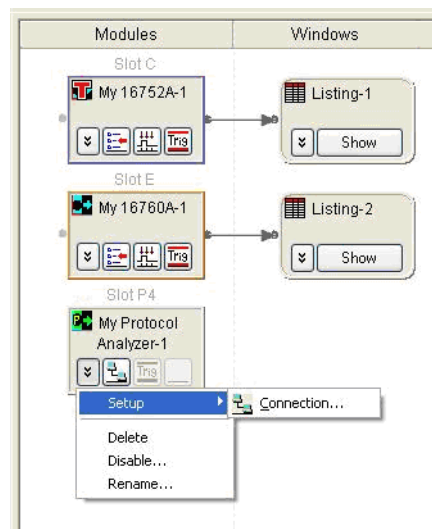 Modules Windows
Slot C
My 16752A-1
Listing-1
Trig
Show
Slot E
My 16760A-1
Listing-2
Trig
Show
Slot P4
My Protocol
Analyzer-1
Trig
Setup
Connection...
Delete
Disable...
Rename...